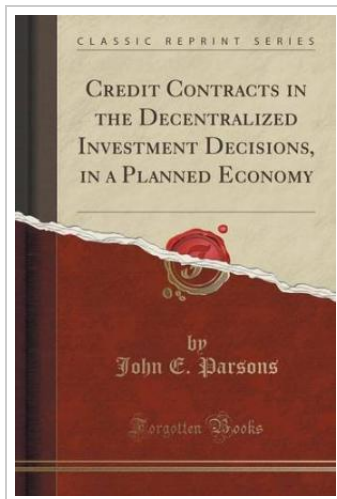 CLASSIC REPRINT SERIES
CREDIT CONTRACTS IN
THE DECENTRALIZED
INVESTMENT DECISIONS,
IN A PLANNED ECONOMY
by
John E. Parsons
Forgotten Books